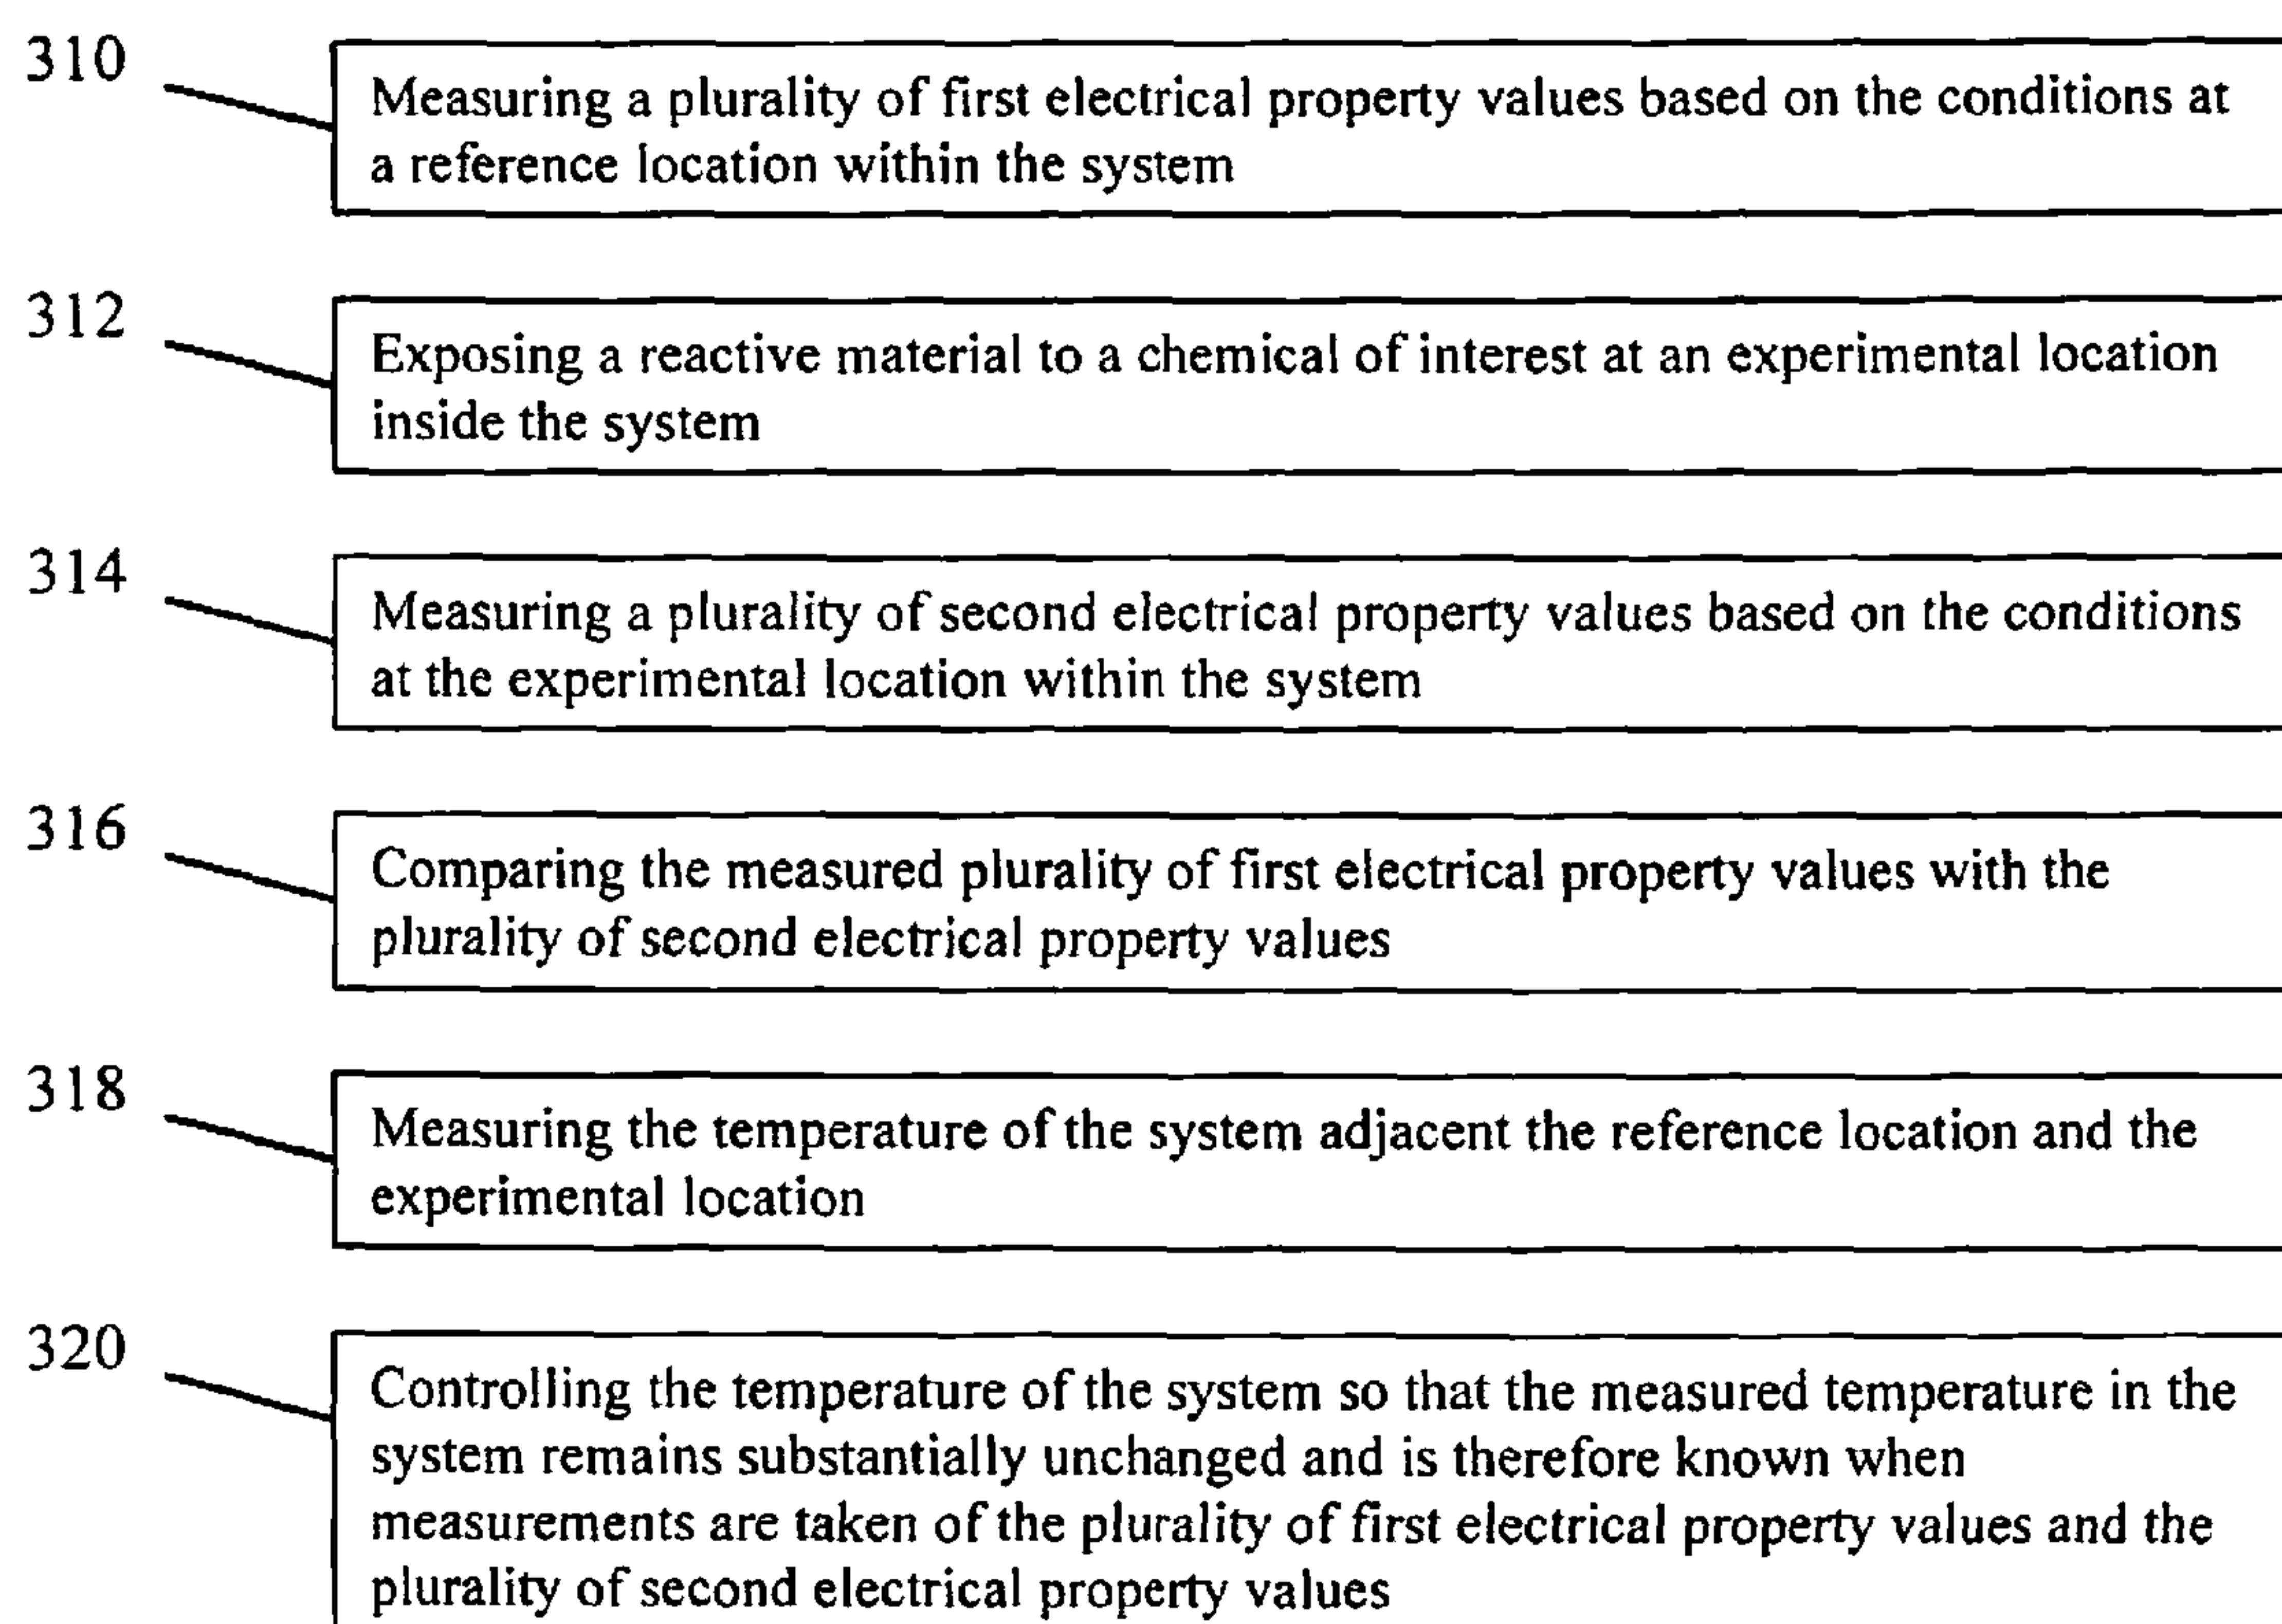 310
Measuring a plurality of first electrical property values based on the conditions at
a reference location within the system
312
Exposing a reactive material to a chemical of interest at an experimental location
inside the system
314
Measuring a plurality of second electrical property values based on the conditions
at the experimental location within the system
316
Comparing the measured plurality of first electrical property values with the
plurality of second electrical property values
318
Measuring the temperature of the system adjacent the reference location and the
experimental location
320
Controlling the temperature of the system so that the measured temperature in the
system remains substantially unchanged and is therefore known when
measurements are taken of the plurality of first electrical property values and the
plurality of second electrical property values